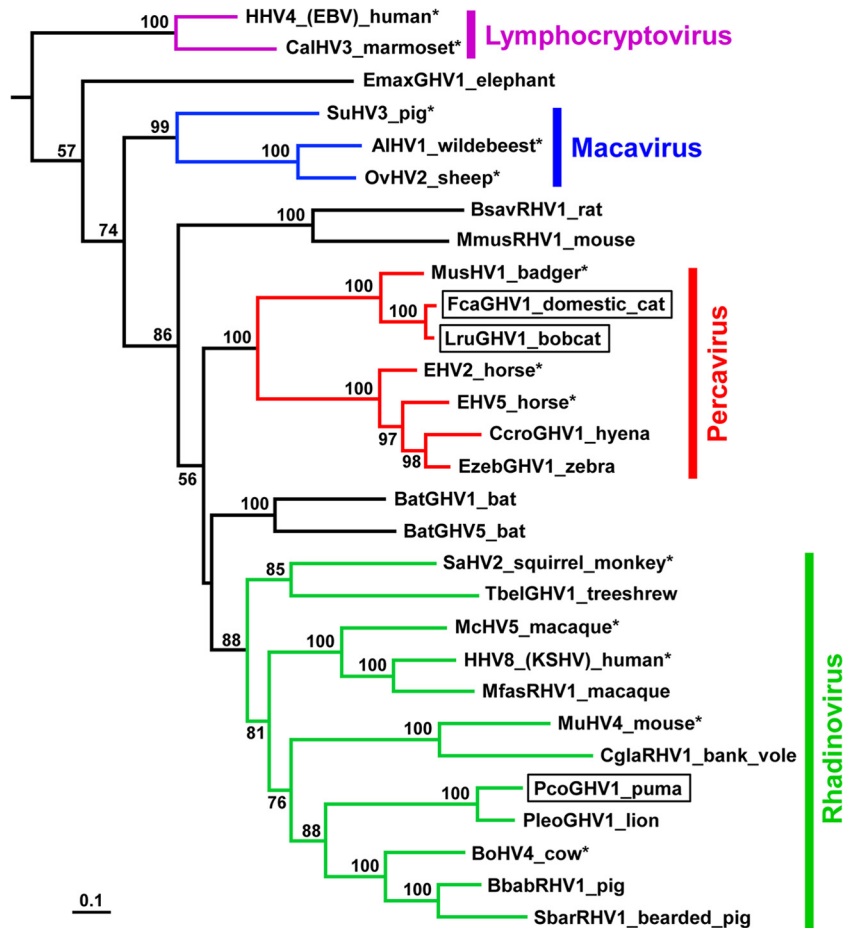 HHV4_(EBV)_human*
100
CalHV3_marmoset*
Lymphocryptovirus
EmaxGHV1_elephant
57
SuHV3_pig*
99
AlHV1_wildebeest*
100
OvHV2_sheep*
Macavirus
74
BsavRHV1_rat
100
MmusRHV1_mouse
86
MusHV1_badger*
100
FcaGHV1_domestic_cat
100
LruGHV1_bobcat
100
EHV2_horse*
100
EHV5_horse*
97
CcroGHV1_hyena
98
EzebGHV1_zebra
Percavirus
56
BatGHV1_bat
100
BatGHV5_bat
SaHV2_squirrel_monkey*
85
TbelGHV1_treeshrew
88
McHV5_macaque*
100
HHV8_(KSHV)_human*
100
MfasRHV1_macaque
81
MuHV4_mouse*
100
CglaRHV1_bank_vole
76
PcoGHV1_puma
100
PleoGHV1_lion
88
BoHV4_cow*
100
BbabRHV1_pig
100
SbarRHV1_bearded_pig
Rhadinovirus
0.1